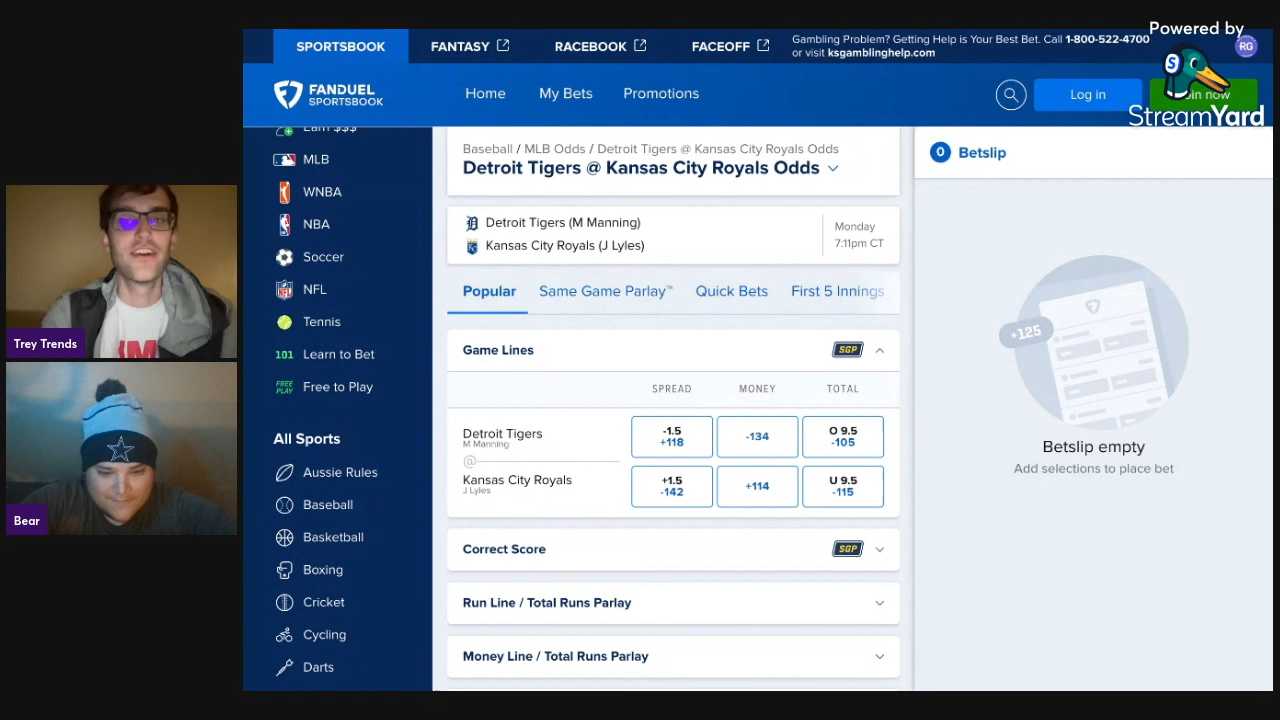 SPORTSBOOK
FANTASY
RACEBOOK
FACEOFF
Gambling Problem? Getting Help is Your Best Bet. Call 1-800-522-4700
or visit ksgamblinghelp.com
Powered by
RG
StreamYard
FANDUEL
SPORTSBOOK
Home
My Bets
Promotions
Log in
Join now
Earn $$$
MLB
WNBA
NBA
Soccer
NFL
Tennis
101 Learn to Bet
FREE PLAY Free to Play
All Sports
Aussie Rules
Baseball
Basketball
Boxing
Cricket
Cycling
Darts
Baseball / MLB Odds / Detroit Tigers @ Kansas City Royals Odds
Detroit Tigers @ Kansas City Royals Odds
Detroit Tigers (M Manning)
Kansas City Royals (J Lyles)
Monday
7:11pm CT
Popular
Same Game Parlay™
Quick Bets
First 5 Innings
Game Lines
SGP
SPREAD MONEY TOTAL
Detroit Tigers
M Manning
-1.5
+118
-134
O 9.5
-105
@
Kansas City Royals
J Lyles
+1.5
-142
+114
U 9.5
-115
Correct Score
SGP
Run Line / Total Runs Parlay
Money Line / Total Runs Parlay
0 Betslip
+125
Betslip empty
Add selections to place bet
Trey Trends
Bear